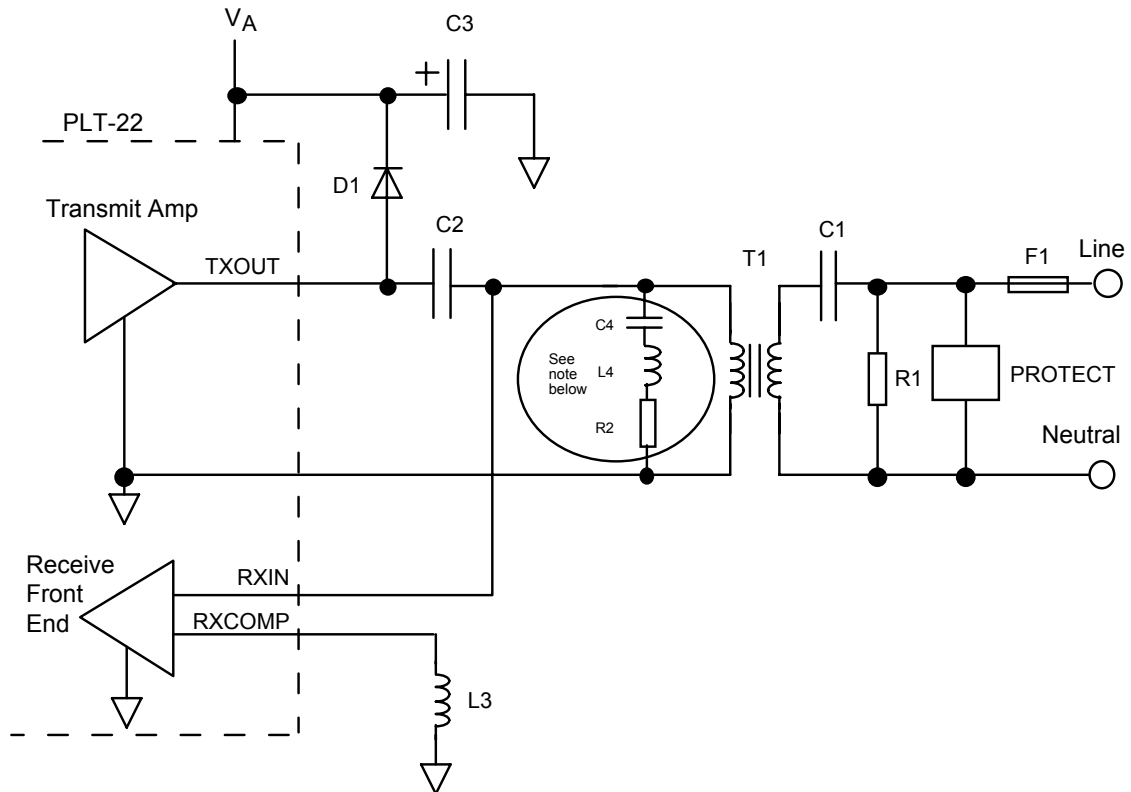 VA
C3
+
PLT-22
D1
Transmit Amp
C2
TXOUT
T1
C1
F1
Line
C4
See
note
below
L4
R2
R1
PROTECT
Neutral
Receive
Front
End
RXIN
RXCOMP
L3